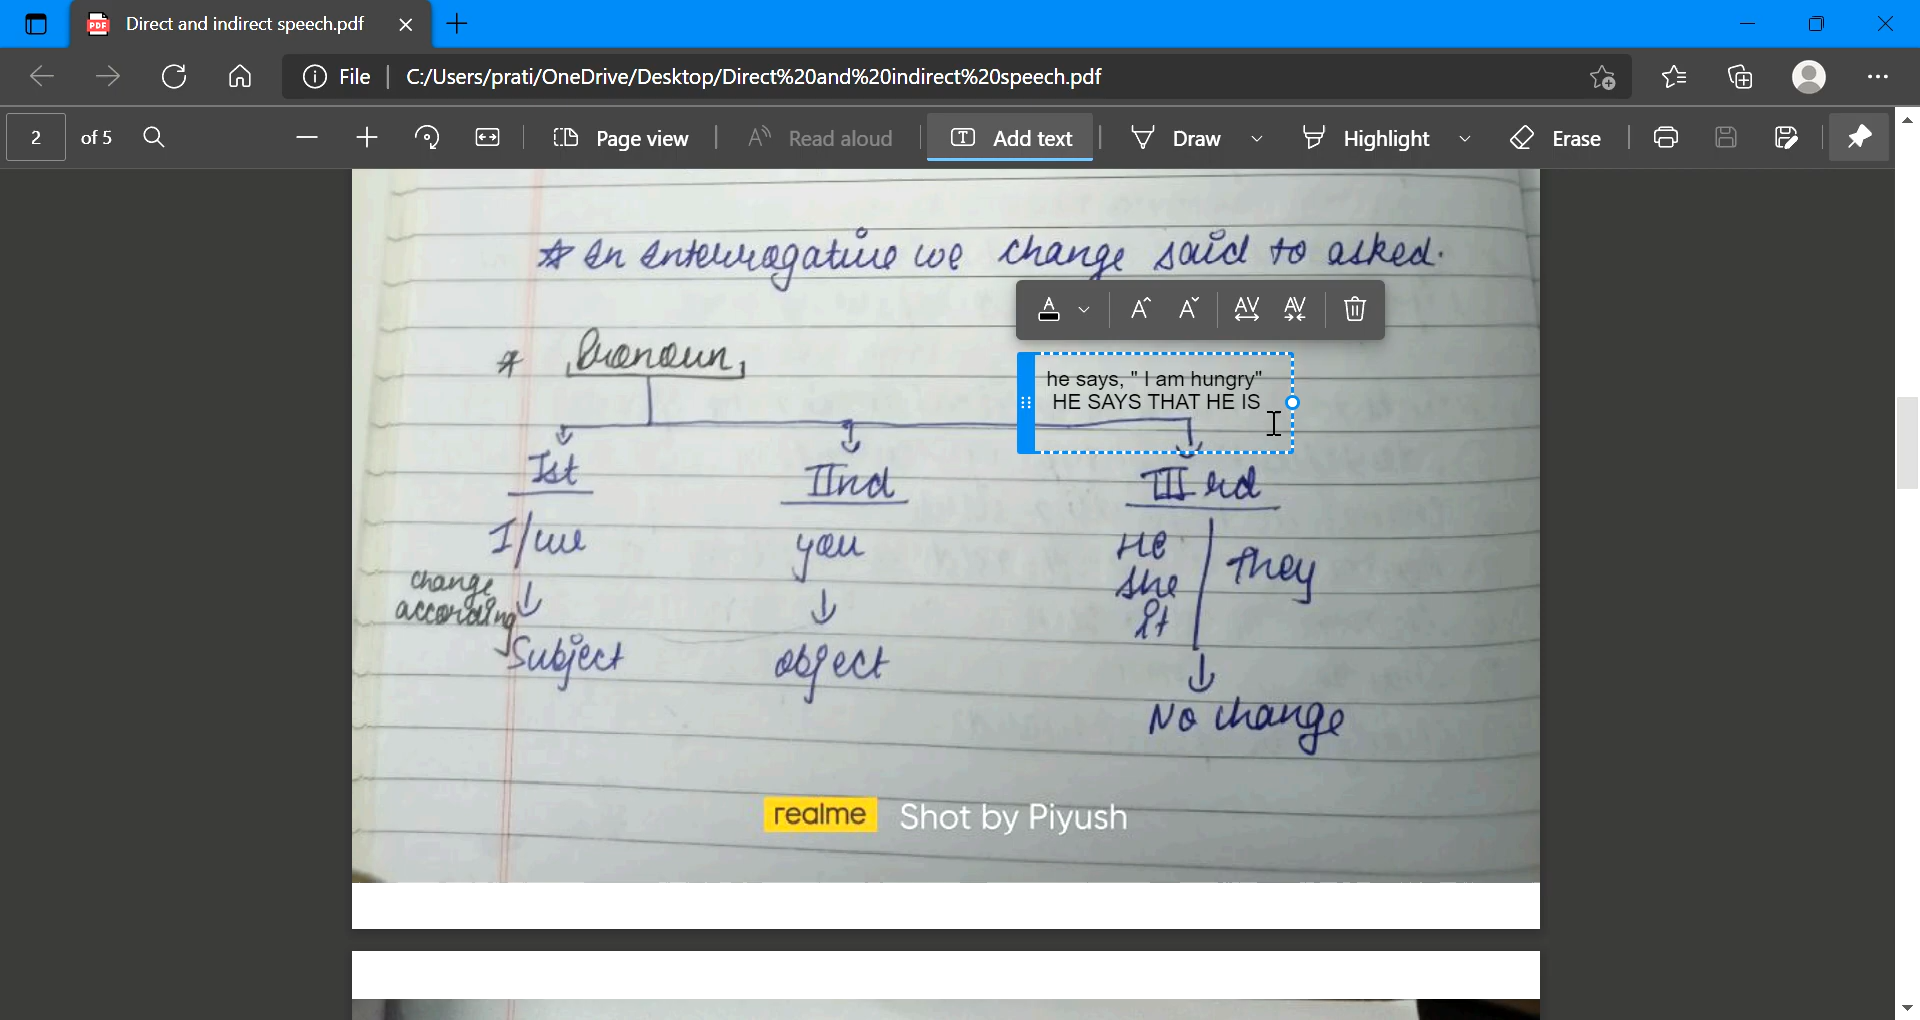 Direct and indirect speech.pdf
File C:/Users/prati/OneDrive/Desktop/Direct%20and%20indirect%20speech.pdf
2 of 5 Page view Read aloud Add text Draw Highlight Erase
* In Interrogative we change said to asked.
he says, " I am hungry"
HE SAYS THAT HE IS
* Pronoun
Ist IInd IIIrd
I/we you He she it they
change according
Subject object No change
realme Shot by Piyush